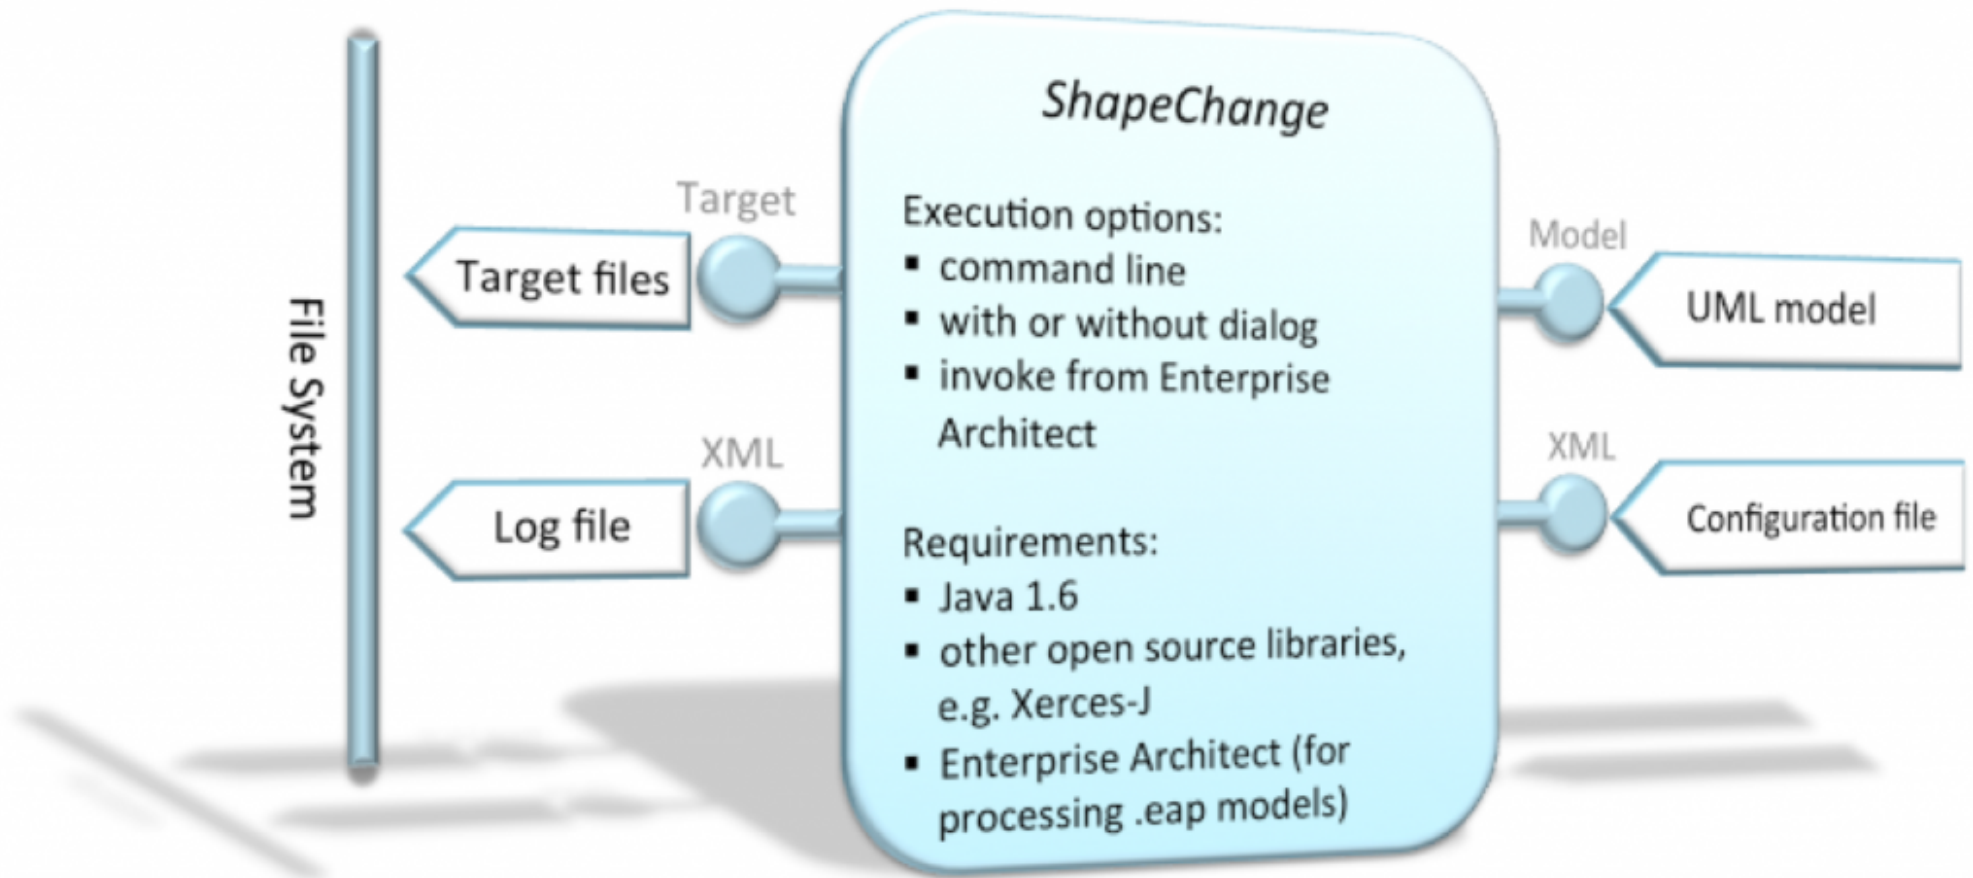 File System
Target
Target files
XML
Log file
ShapeChange
Execution options:
▪ command line
▪ with or without dialog
▪ invoke from Enterprise
Architect
Requirements:
▪ Java 1.6
▪ other open source libraries,
e.g. Xerces-J
▪ Enterprise Architect (for
processing .eap models)
Model
UML model
XML
Configuration file